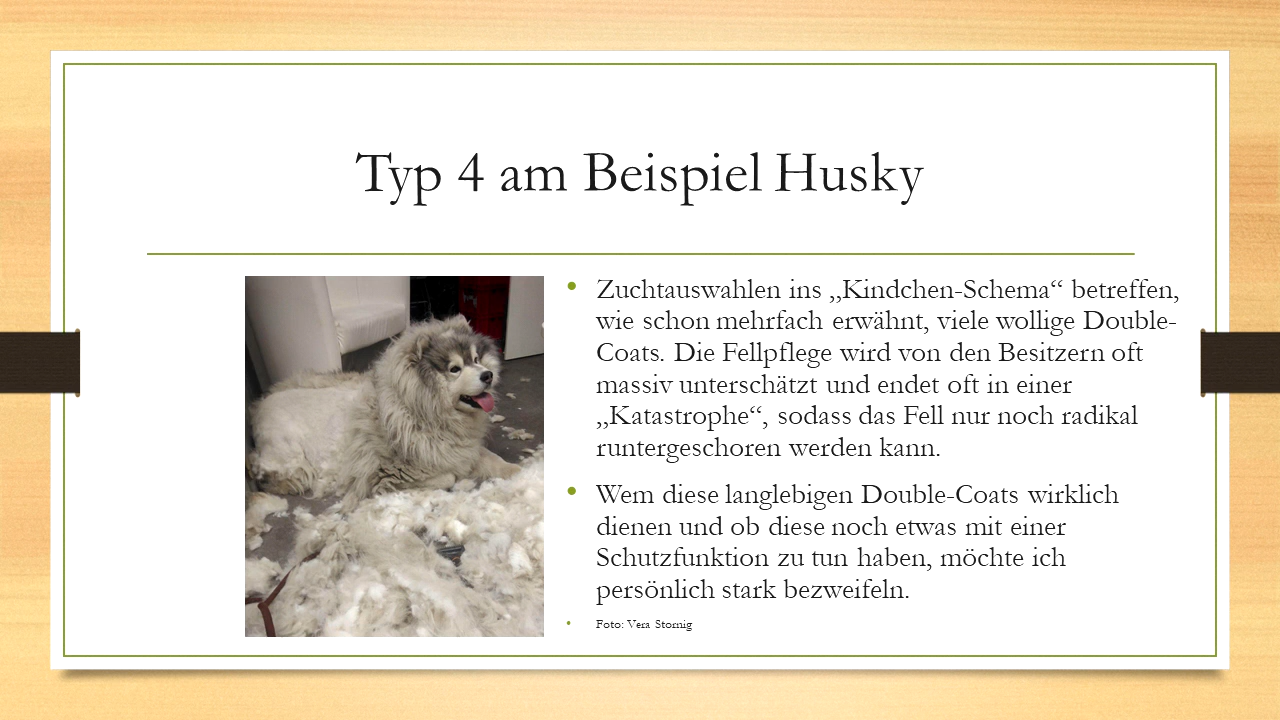 Typ 4 am Beispiel Husky
• Zuchtauswahlen ins „Kindchen-Schema“ betreffen,
wie schon mehrfach erwähnt, viele wollige Double-
Coats. Die Fellpflege wird von den Besitzern oft
massiv unterschätzt und endet oft in einer
„Katastrophe“, sodass das Fell nur noch radikal
runtergeschoren werden kann.
• Wem diese langlebigen Double-Coats wirklich
dienen und ob diese noch etwas mit einer
Schutzfunktion zu tun haben, möchte ich
persönlich stark bezweifeln.
• Foto: Vera Stornig